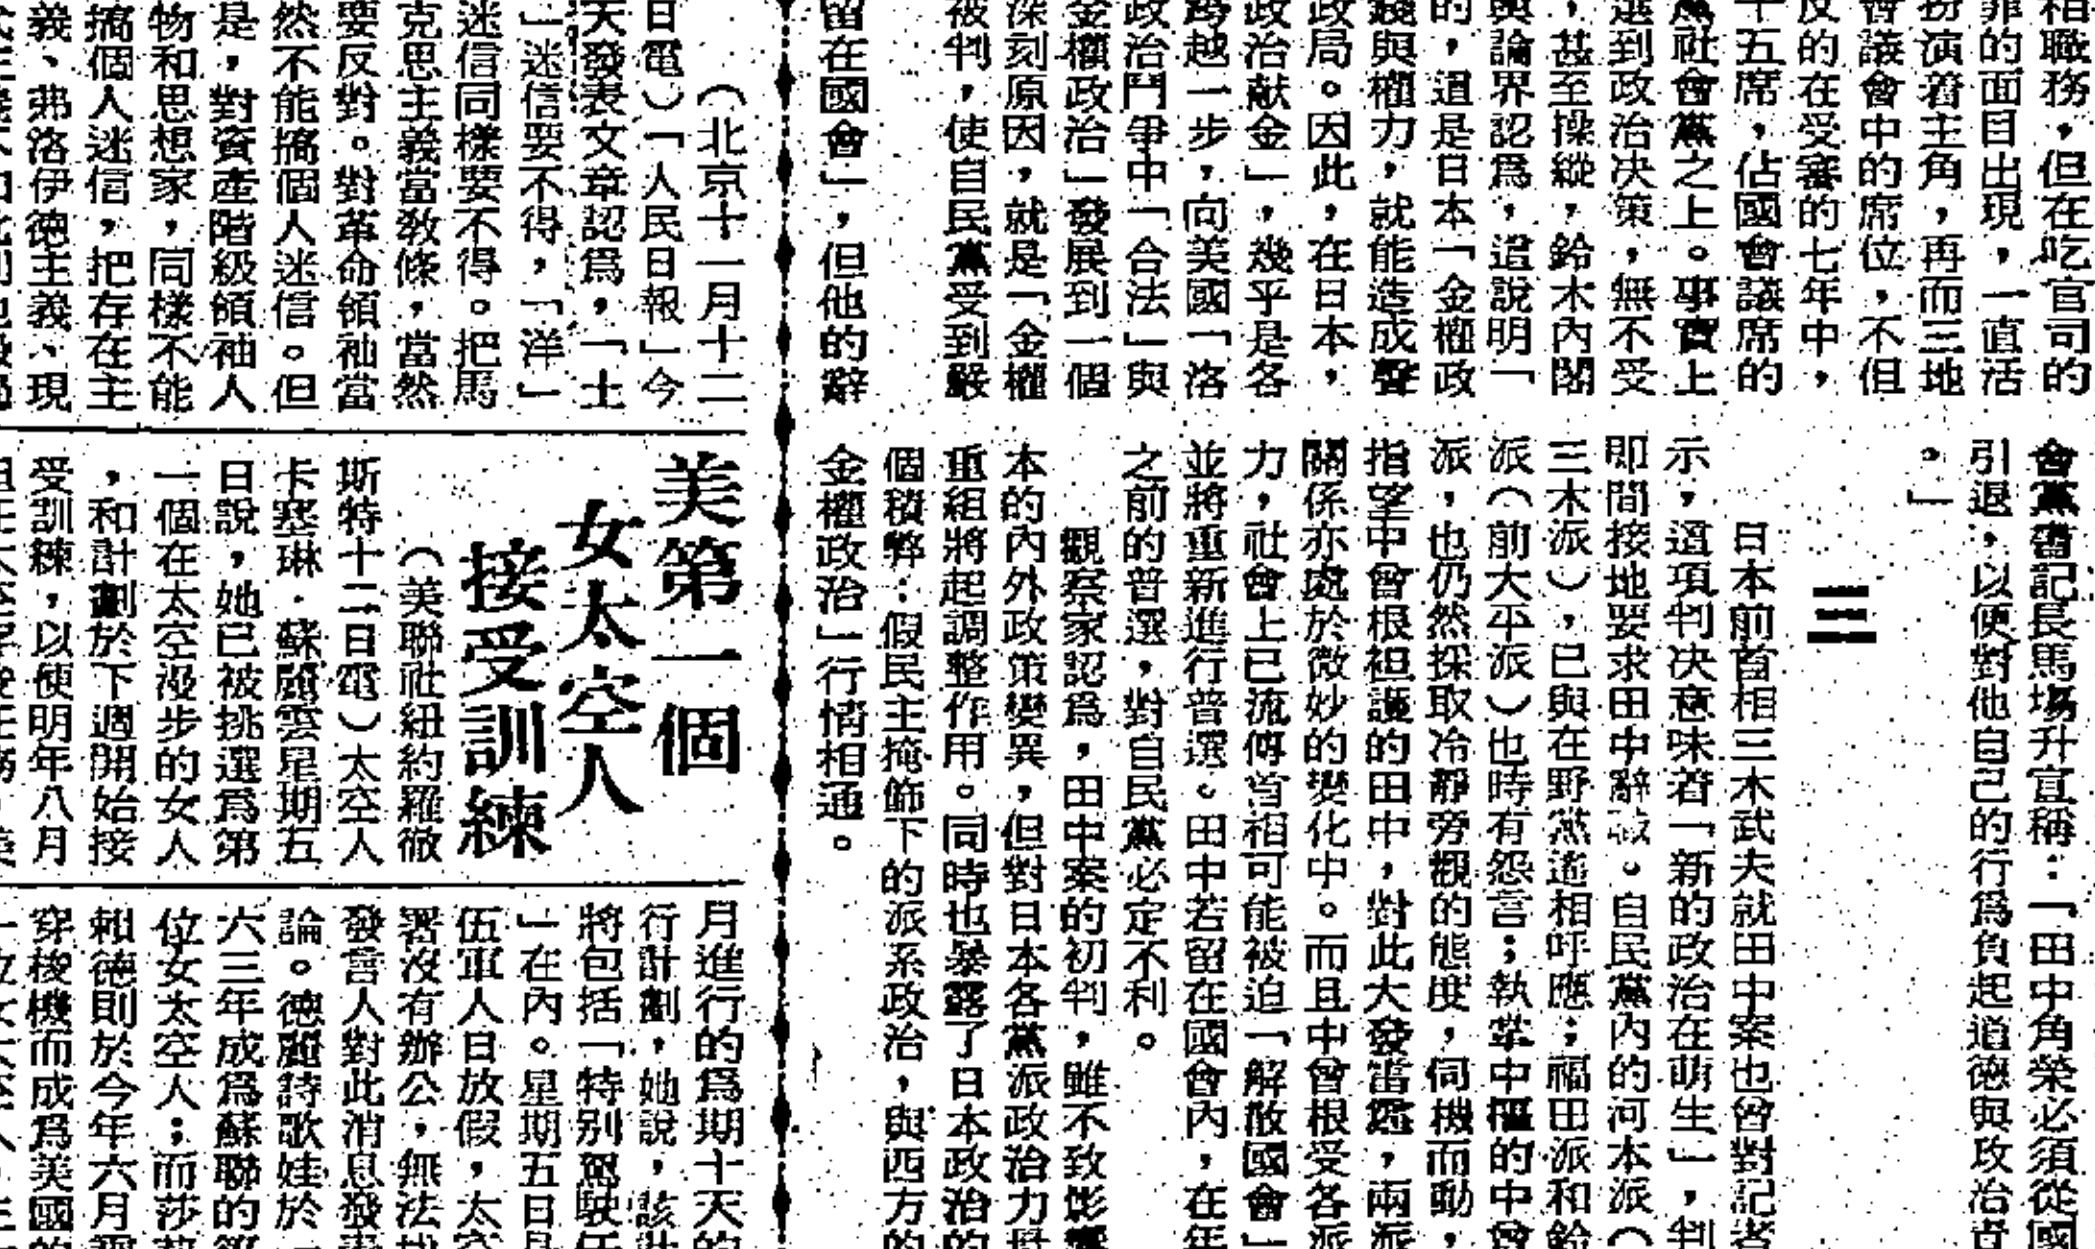 相職務，但在吃官司的
罪的面目出現，一直活
扮演着主角，再而三地
會議會中的席位，不但
反的在受審的七年中，
十五席，佔國會議席的
爲社會黨之上。事實上
選到政治决策，無不受
，甚至操縱，鈴木內閣
與論界認爲，這說明「
的，這是日本「金權政
錢與權力，就能造成聲
政局。因此，在日本，
政治献金」，幾乎是各
跨越一步，向美國「洛
政治鬥爭中「合法」與
金權政治」發展到一個
深刻原因，就是「金權
被判，使自民黨受到嚴
留在國會」，但他的辭
會黨書記長馬場升宣稱：「田中角榮必須從國
引退，以便對他自己的行爲負起道德與政治責
。」
三
日本前首相三木武夫就田中案也曾對記者
示，這項判决意味着「新的政治在萌生」，判
即間接地要求田中辭職。自民黨內的河本派（
三木派），已與在野黨遙相呼應；福田派和鈴
派（前大平派）也時有怨言；執掌中樞的中曾
派，也仍然採取冷靜旁觀的態度，伺機而動，
指望中曾根袒護的田中，對此大發雷霆，兩派
關係亦處於微妙的變化中。而且中曾根受各派
力，社會上已流傳首相可能被迫「解散國會」
並將重新進行普選。田中若留在國會內，在年
之前的普選，對自民黨必定不利。
觀察家認爲，田中案的初判，雖不致影響
本的內外政策變異，但對日本各黨派政治力量
重組將起調整作用。同時也暴露了日本政治的
個積弊：假民主掩飾下的派系政治，與西方的
金權政治」行情相通。
（北京十一月十二
日電）「人民日報」今
天發表文章認爲，「土
」迷信要不得，「洋」
迷信同樣要不得。把馬
克思主義當敎條，當然
要反對。對革命領袖當
然不能搞個人迷信。但
是，對資產階級領袖人
物和思想家，同樣不能
搞個人迷信，把存在主
義、弗洛伊德主義、現
美第一個
女太空人
接受訓練
（美聯社紐約羅徹
斯特十二日電）太空人
卡塞琳．蘇麗雲星期五
日說，她已被挑選爲第
一個在太空漫步的女人
，和計劃於下週開始接
受訓練，以便明年八月
月進行的爲期十天的
行計劃，她說，該計
將包括「特別駕駛任
」在內。星期五日是
伍軍人日放假，太空
署沒有辦公，無法找
發言人對此消息發表
論。德麗詩歌娃於一
六三年成爲蘇聯的第
位女太空人；而莎莉
賴德則於今年六月乘
穿梭機而成爲美國的